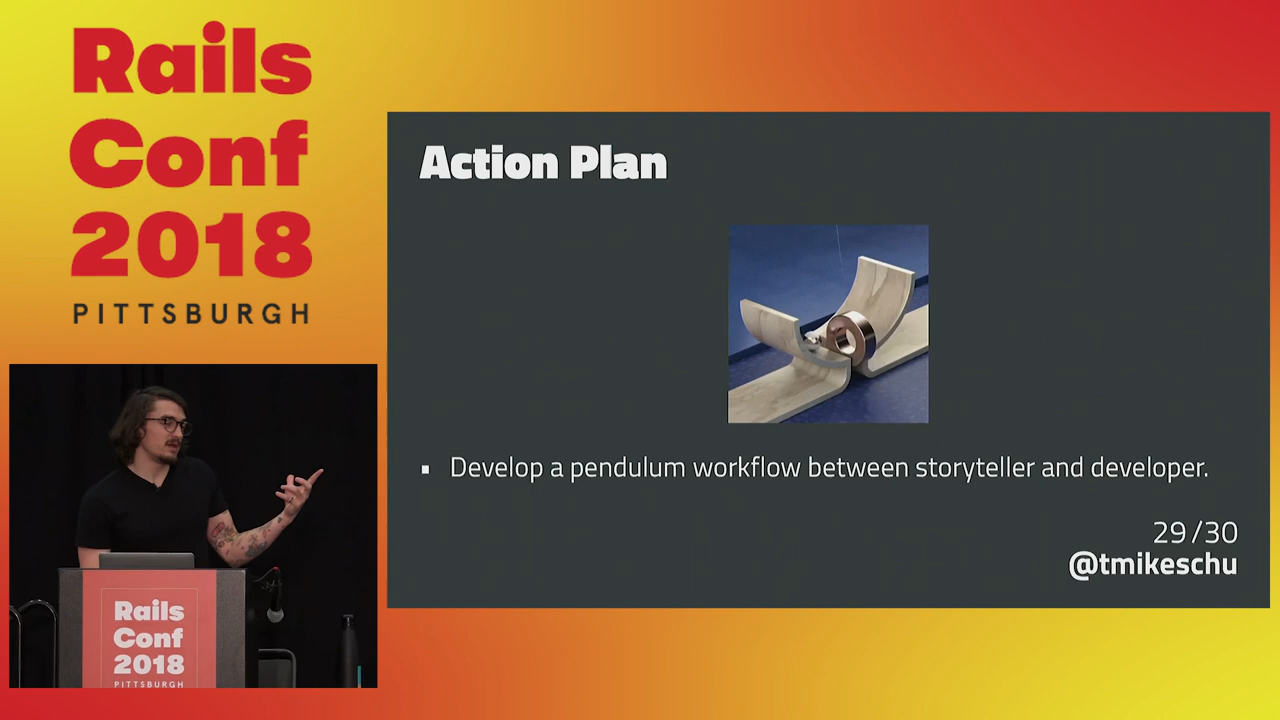 Rails
Conf
2018
PITTSBURGH
Action Plan
▪ Develop a pendulum workflow between storyteller and developer.
29/30
@tmikeschu
Rails
Conf
2018
PITTSBURGH